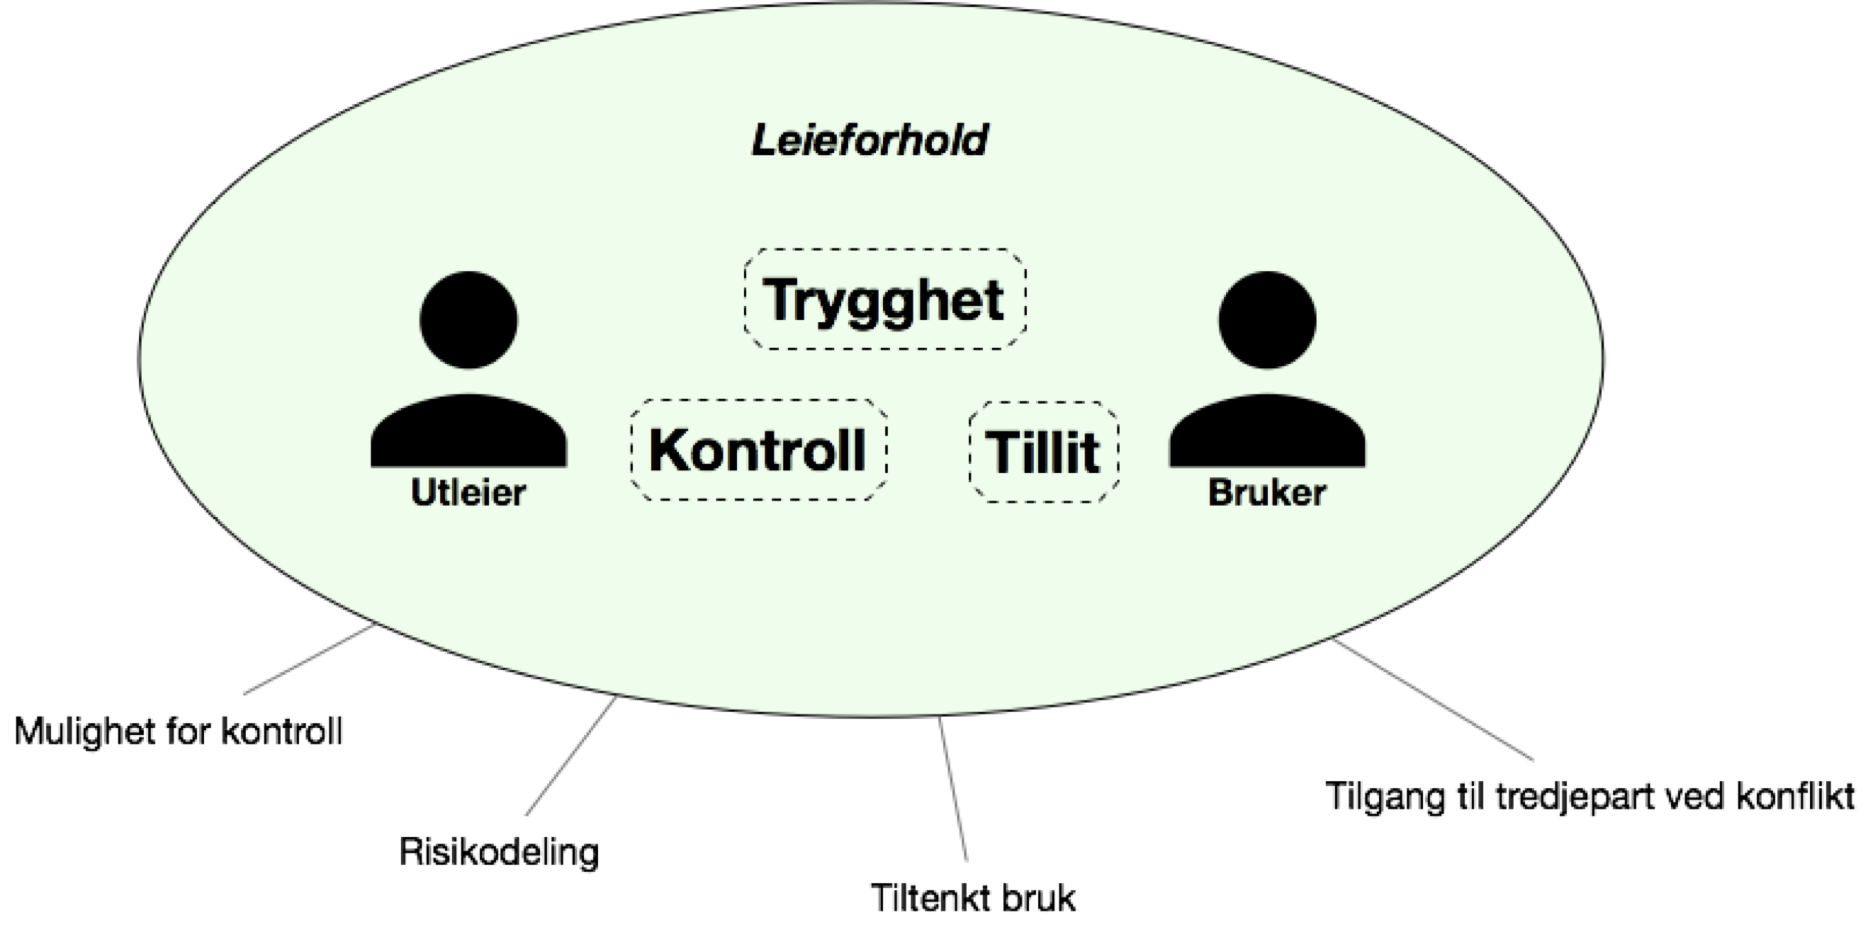 Leieforhold
Trygghet
Kontroll
Tillit
Utleier
Bruker
Mulighet for kontroll
Risikodeling
Tiltenkt bruk
Tilgang til tredjepart ved konflikt